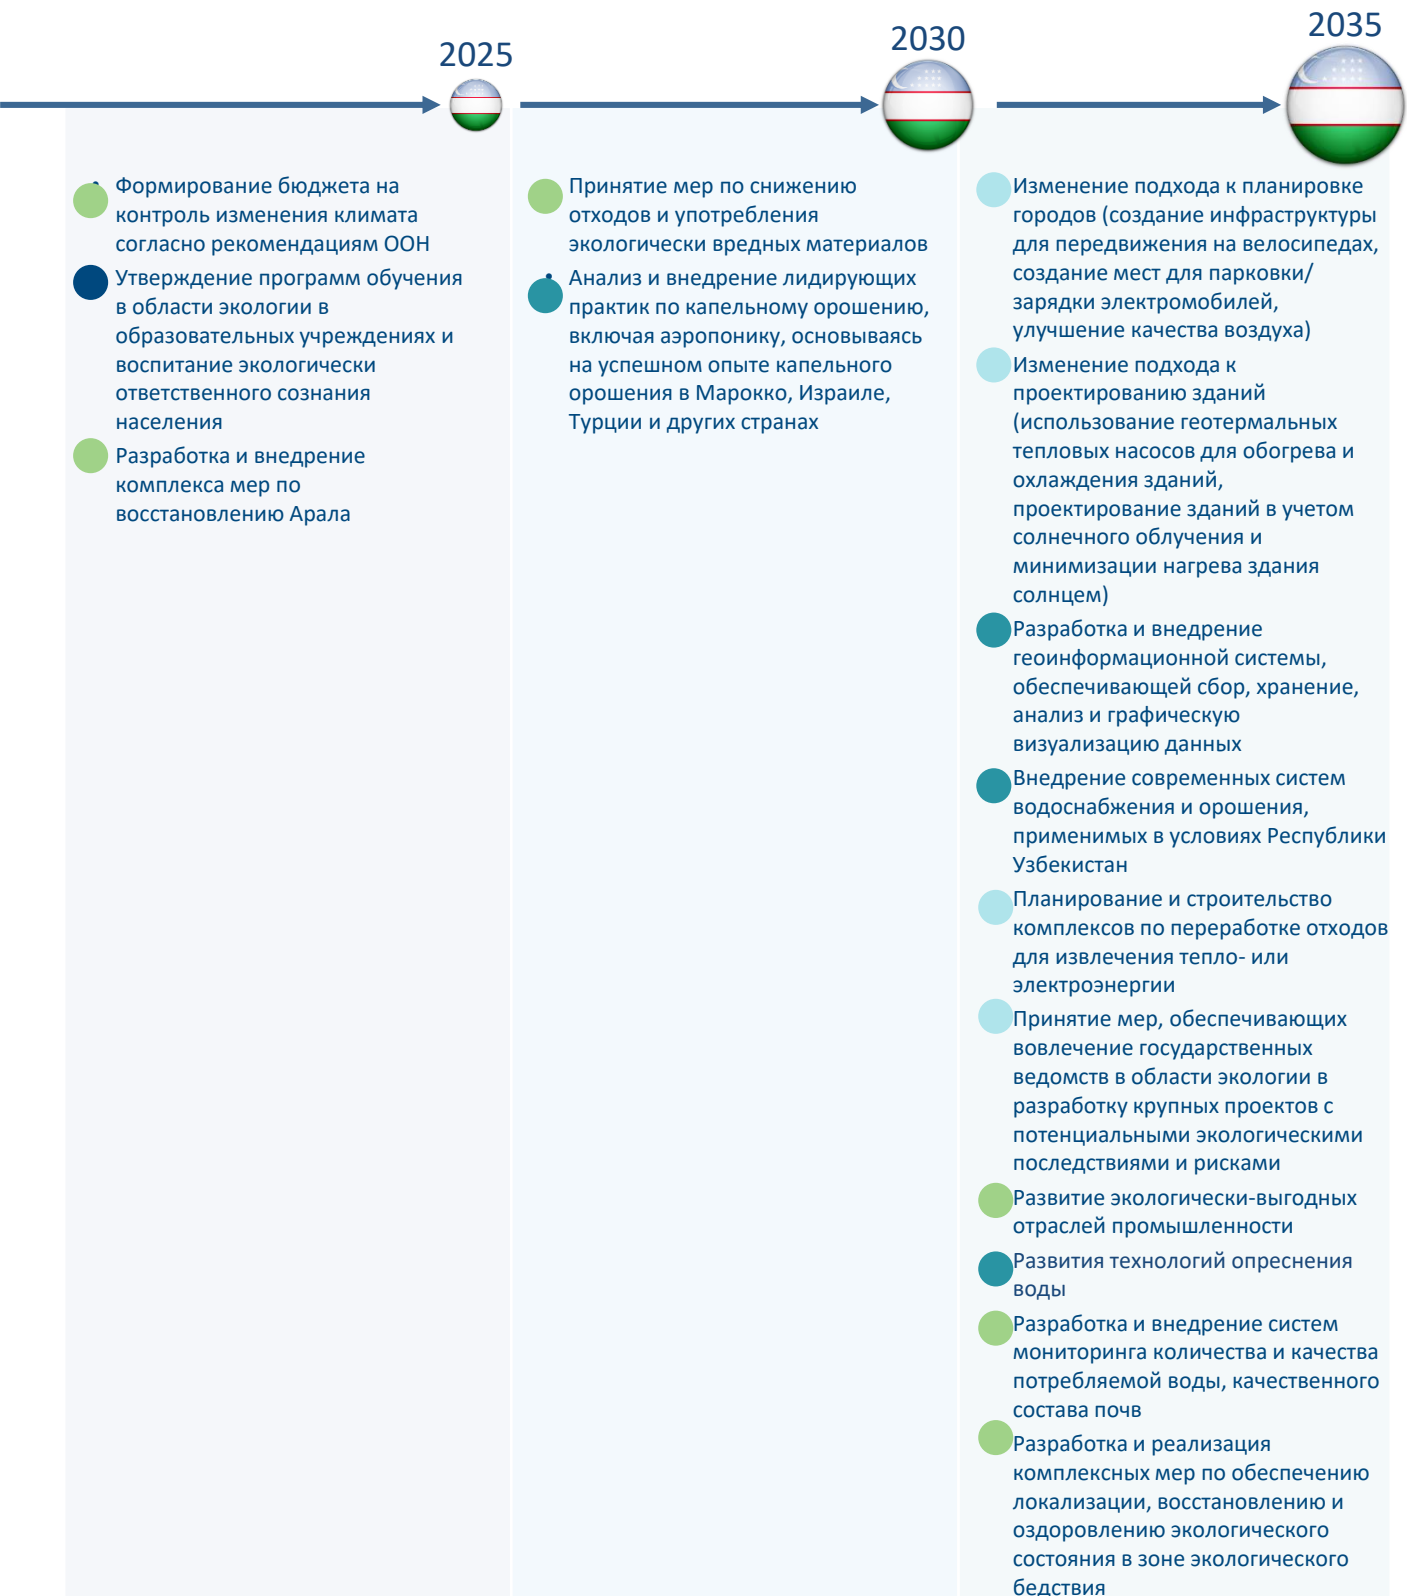 2025
2030
2035
Формирование бюджета на
контроль изменения климата
согласно рекомендациям ООН
Утверждение программ обучения
в области экологии в
образовательных учреждениях и
воспитание экологически
ответственного сознания
населения
Разработка и внедрение
комплекса мер по
восстановлению Арала
Принятие мер по снижению
отходов и употребления
экологически вредных материалов
Анализ и внедрение лидирующих
практик по капельному орошению,
включая аэропонику, основываясь
на успешном опыте капельного
орошения в Марокко, Израиле,
Турции и других странах
Изменение подхода к планировке
городов (создание инфраструктуры
для передвижения на велосипедах,
создание мест для парковки/
зарядки электромобилей,
улучшение качества воздуха)
Изменение подхода к
проектированию зданий
(использование геотермальных
тепловых насосов для обогрева и
охлаждения зданий,
проектирование зданий в учетом
солнечного облучения и
минимизации нагрева здания
солнцем)
Разработка и внедрение
геоинформационной системы,
обеспечивающей сбор, хранение,
анализ и графическую
визуализацию данных
Внедрение современных систем
водоснабжения и орошения,
применимых в условиях Республики
Узбекистан
Планирование и строительство
комплексов по переработке отходов
для извлечения тепло- или
электроэнергии
Принятие мер, обеспечивающих
вовлечение государственных
ведомств в области экологии в
разработку крупных проектов с
потенциальными экологическими
последствиями и рисками
Развитие экологически-выгодных
отраслей промышленности
Развития технологий опреснения
воды
Разработка и внедрение систем
мониторинга количества и качества
потребляемой воды, качественного
состава почв
Разработка и реализация
комплексных мер по обеспечению
локализации, восстановлению и
оздоровлению экологического
состояния в зоне экологического
бедствия